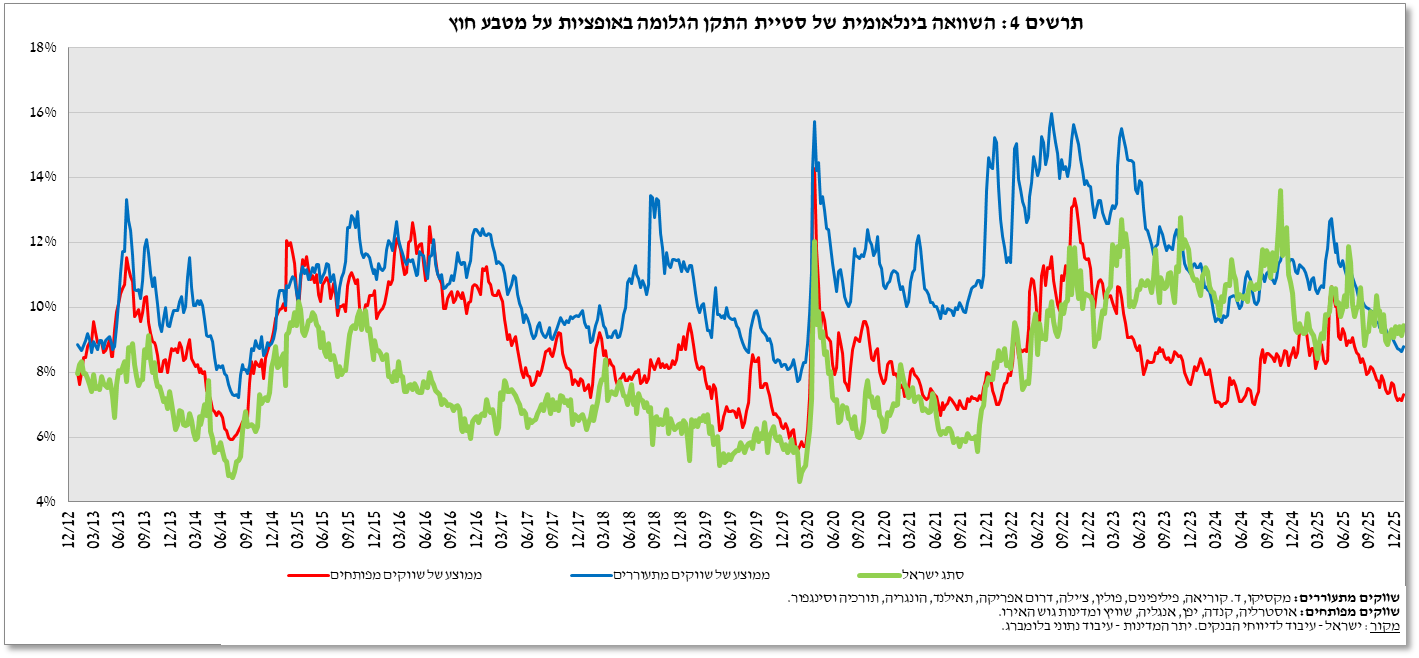 תרשים 4: השוואה בינלאומית של סטיית התקן הגלומה באופציות על מטבע חוץ
18%
16%
14%
12%
10%
8%
6%
4%
12/12 03/13 06/13 09/13 12/13 03/14 06/14 09/14 12/14 03/15 06/15 09/15 12/15 03/16 06/16 09/16 12/16 03/17 06/17 09/17 12/17 03/18 06/18 09/18 12/18 03/19 06/19 09/19 12/19 03/20 06/20 09/20 12/20 03/21 06/21 09/21 12/21 03/22 06/22 09/22 12/22 03/23 06/23 09/23 12/23 03/24 06/24 09/24 12/24 03/25 06/25 09/25 12/25
סתג ישראל ממוצע של שווקים מתעוררים ממוצע של שווקים מפותחים
שווקים מתעוררים: מקסיקו, ד. קוריאה, פיליפינים, פולין, צ'ילה, דרום אפריקה, תאילנד, הונגריה, תורכיה וסינגפור.
שווקים מפותחים: אוסטרליה, קנדה, יפן, אנגליה, שוויץ ומדינות גוש האירו.
מקור: ישראל - עיבוד לדיווחי הבנקים. יתר המדינות - עיבוד נתוני בלומברג.